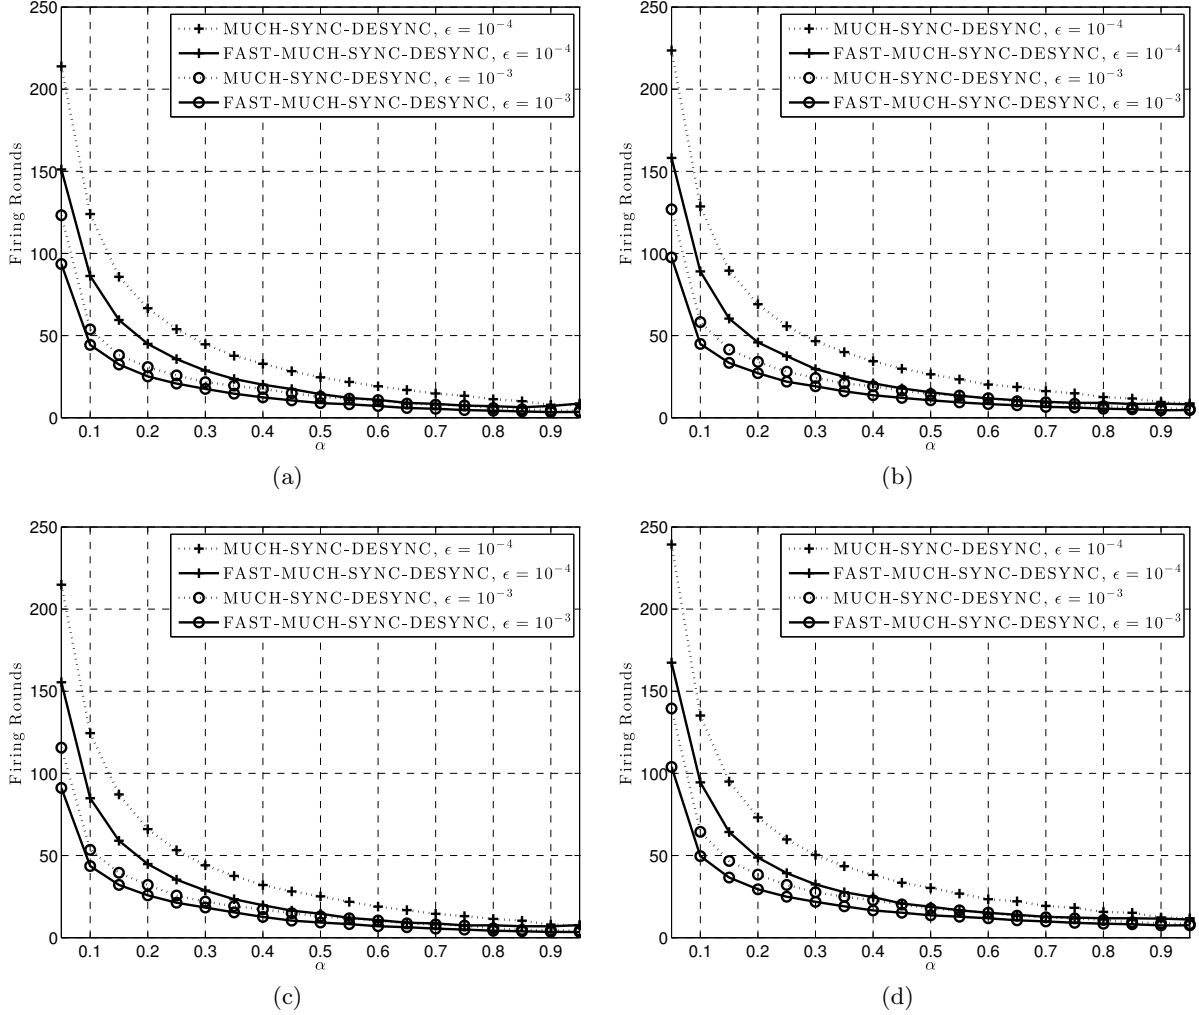 250
200
150
100
50
0
Firing Rounds
MUCH-SYNC-DESYNC, ϵ = 10⁻⁴
FAST-MUCH-SYNC-DESYNC, ϵ = 10⁻⁴
MUCH-SYNC-DESYNC, ϵ = 10⁻³
FAST-MUCH-SYNC-DESYNC, ϵ = 10⁻³
0.1 0.2 0.3 0.4 0.5 0.6 0.7 0.8 0.9
α
(a)
250
200
150
100
50
0
Firing Rounds
MUCH-SYNC-DESYNC, ϵ = 10⁻⁴
FAST-MUCH-SYNC-DESYNC, ϵ = 10⁻⁴
MUCH-SYNC-DESYNC, ϵ = 10⁻³
FAST-MUCH-SYNC-DESYNC, ϵ = 10⁻³
0.1 0.2 0.3 0.4 0.5 0.6 0.7 0.8 0.9
α
(b)
250
200
150
100
50
0
Firing Rounds
MUCH-SYNC-DESYNC, ϵ = 10⁻⁴
FAST-MUCH-SYNC-DESYNC, ϵ = 10⁻⁴
MUCH-SYNC-DESYNC, ϵ = 10⁻³
FAST-MUCH-SYNC-DESYNC, ϵ = 10⁻³
0.1 0.2 0.3 0.4 0.5 0.6 0.7 0.8 0.9
α
(c)
250
200
150
100
50
0
Firing Rounds
MUCH-SYNC-DESYNC, ϵ = 10⁻⁴
FAST-MUCH-SYNC-DESYNC, ϵ = 10⁻⁴
MUCH-SYNC-DESYNC, ϵ = 10⁻³
FAST-MUCH-SYNC-DESYNC, ϵ = 10⁻³
0.1 0.2 0.3 0.4 0.5 0.6 0.7 0.8 0.9
α
(d)